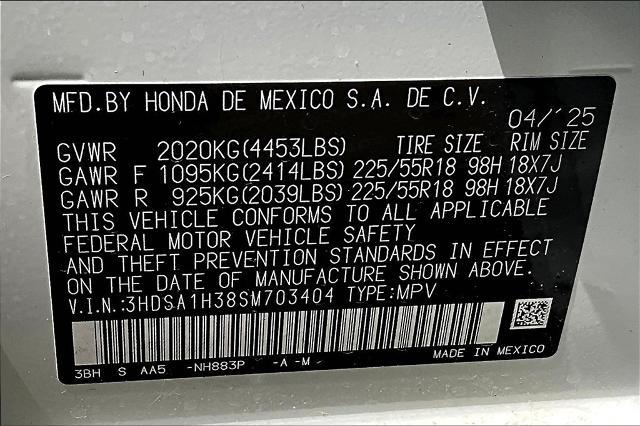 MFD.BY HONDA DE MEXICO S.A. DE C.V.
04/'25
GVWR 2020KG(4453LBS) TIRE SIZE RIM SIZE
GAWR F 1095KG(2414LBS) 225/55R18 98H 18X7J
GAWR R 925KG(2039LBS) 225/55R18 98H 18X7J
THIS VEHICLE CONFORMS TO ALL APPLICABLE
FEDERAL MOTOR VEHICLE SAFETY
AND THEFT PREVENTION STANDARDS IN EFFECT
ON THE DATE OF MANUFACTURE SHOWN ABOVE.
V.I.N.:3HDSA1H38SM703404 TYPE:MPV
3BH S AA5 -NH883P -A-M
MADE IN MEXICO